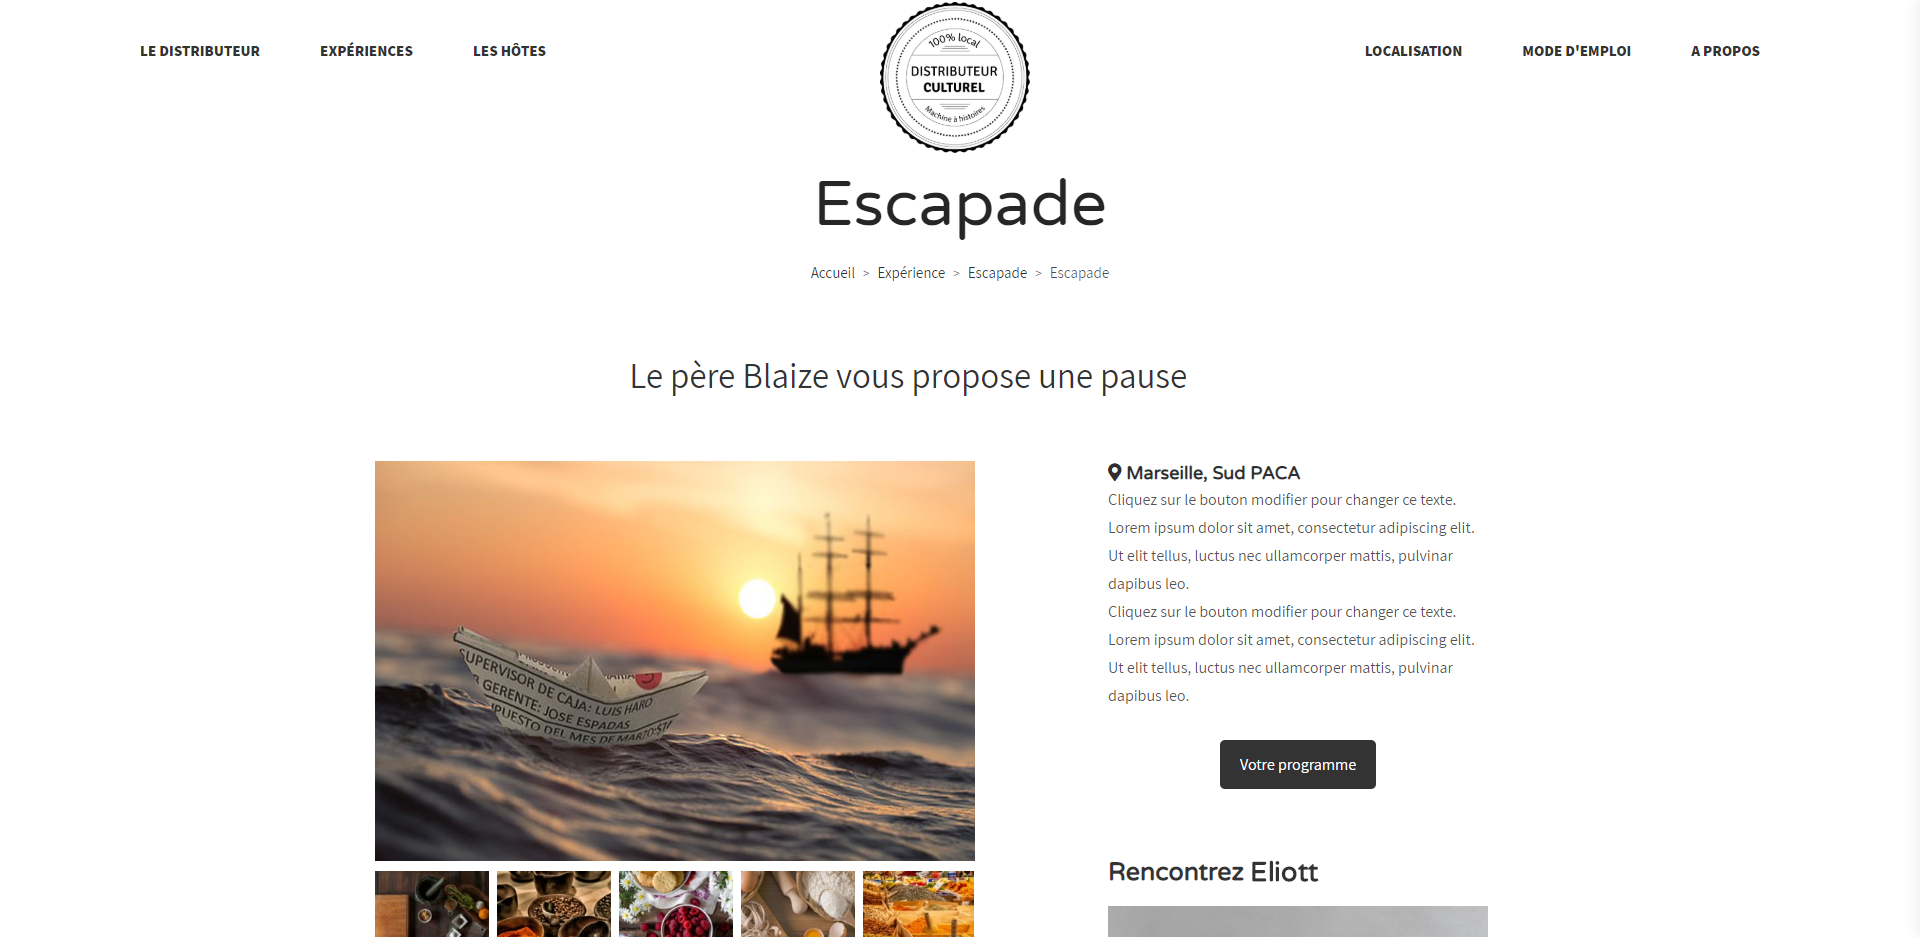 LE DISTRIBUTEUR
EXPÉRIENCES
LES HÔTES
100% local
DISTRIBUTEUR
CULTUREL
Machine à histoires
LOCALISATION
MODE D'EMPLOI
A PROPOS
Escapade
Accueil > Expérience > Escapade > Escapade
Le père Blaize vous propose une pause
SUPERVISOR DE CAJA: LUIS HARO
GERENTE: JOSE ESPADAS
PUESTO DEL MES DE MARZO:
Marseille, Sud PACA
Cliquez sur le bouton modifier pour changer ce texte.
Lorem ipsum dolor sit amet, consectetur adipiscing elit.
Ut elit tellus, luctus nec ullamcorper mattis, pulvinar
dapibus leo.
Cliquez sur le bouton modifier pour changer ce texte.
Lorem ipsum dolor sit amet, consectetur adipiscing elit.
Ut elit tellus, luctus nec ullamcorper mattis, pulvinar
dapibus leo.
Votre programme
Rencontrez Eliott